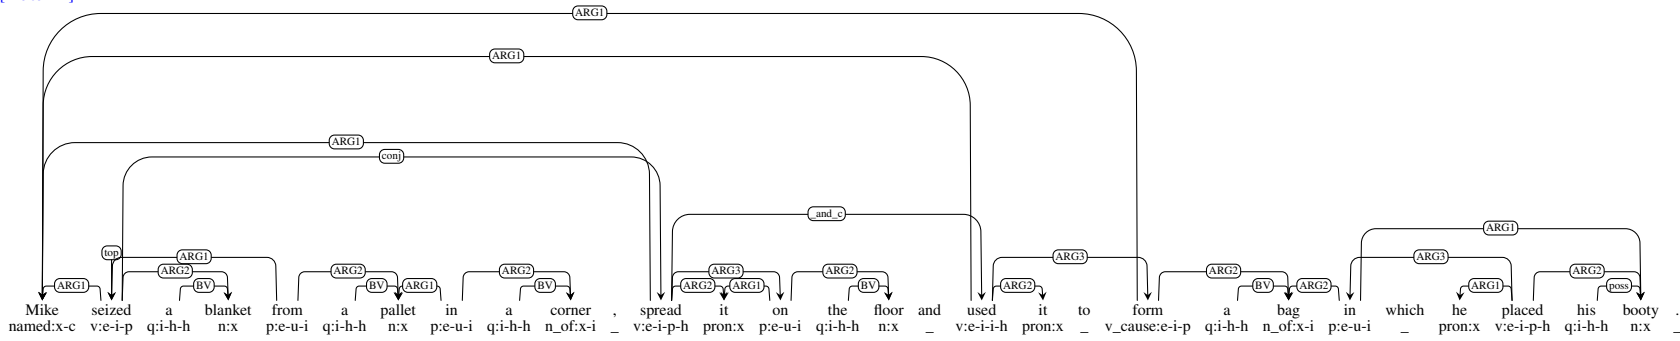 ARG1
ARG1
ARG1
conj
_and_c
ARG1
top ARG1 ARG3 ARG3
ARG2 ARG2 ARG2 ARG3 ARG2 ARG2 ARG2
ARG1 BV BV ARG1 BV ARG2 ARG1 BV ARG2 BV ARG2 ARG1 poss
Mike seized a blanket from a pallet in a corner , spread it on the floor and used it to form a bag in which he placed his booty .
named:x-c v:e-i-p q:i-h-h n:x p:e-u-i q:i-h-h n:x p:e-u-i q:i-h-h n_of:x-i _ v:e-i-p-h pron:x p:e-u-i q:i-h-h n:x _ v:e-i-i-h pron:x _ v_cause:e-i-p q:i-h-h n_of:x-i p:e-u-i _ pron:x v:e-i-p-h q:i-h-h n:x _